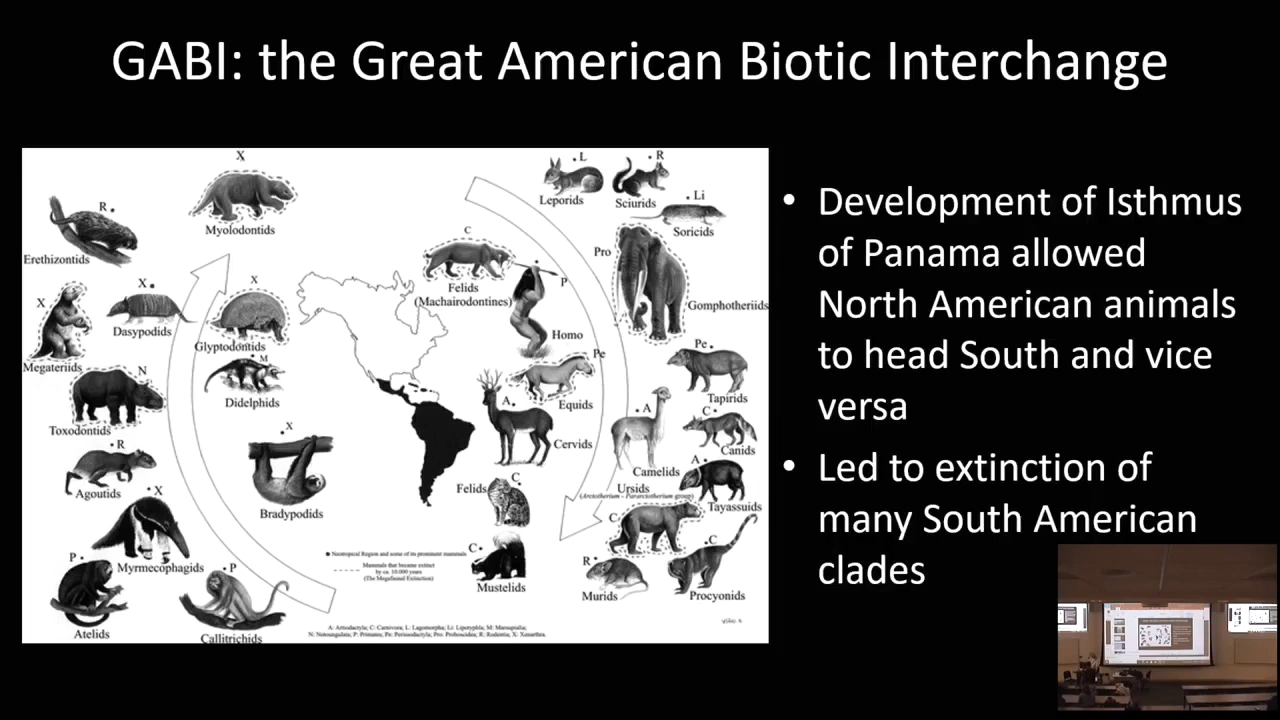 GABI: the Great American Biotic Interchange
X
Myolodontids
R
Erethizontids
X
Dasypodids
X
Glyptodontids
X
Megateriids
M
Didelphids
N
Toxodontids
R
Agoutids
X
Bradypodids
X
Myrmecophagids
P
Atelids
P
Callitrichids
L
Leporids
R
Sciurids
Li
Soricids
C
Felids
(Machairodontines)
P
Homo
Pro
Gomphotheriids
Pe
Equids
Pe
Tapirids
A
Cervids
A
Camelids
C
Canids
A
Tayassuids
C
Felids
Ursids
(Arctotherium - Pararctotherium group)
C
C
Mustelids
R
Murids
C
Procyonids
Neotropical Region and some of its prominent mammals
Mammals that became extinct
by ca. 10.000 years
(The Megafaunal Extinction)
A: Artiodactyla; C: Carnivora; L: Lagomorpha; Li: Lipotyphla; M: Marsupialia;
N: Notoungulata; P: Primates; Pe: Perissodactyla; Pro: Proboscidea; R: Rodentia; X: Xenarthra.
• Development of Isthmus
of Panama allowed
North American animals
to head South and vice
versa
• Led to extinction of
many South American
clades